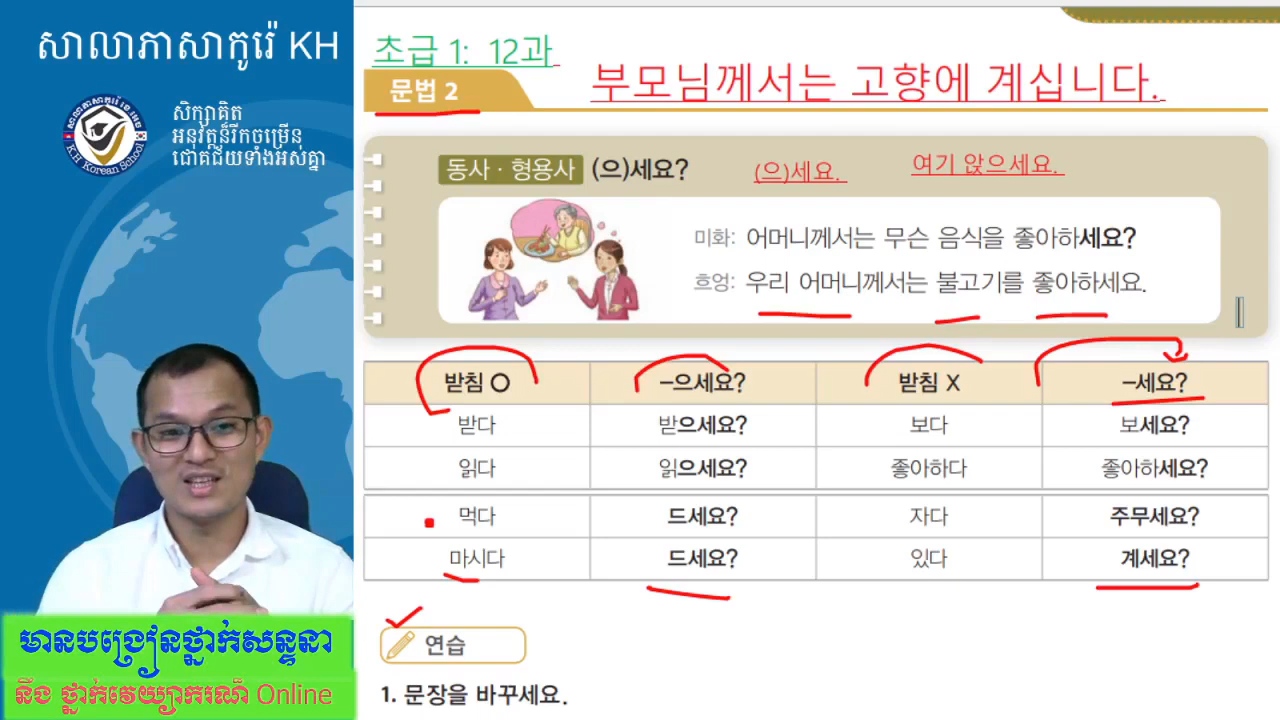 សាលាភាសាកូរ៉េ KH
សិក្សាគិត
អនុវត្តន៏រីកចម្រើន
ជោគជ័យទាំងអស់គ្នា
K.H Korean School
មានបង្រៀនថ្នាក់សន្ទនា
និង ថ្នាក់វេយ្យាករណ៏ Online
초급 1: 12과
문법 2
부모님께서는 고향에 계십니다.
동사 · 형용사 (으)세요? (으)세요. 여기 앉으세요.
미화: 어머니께서는 무슨 음식을 좋아하세요?
흐엉: 우리 어머니께서는 불고기를 좋아하세요.
받침 O –으세요? 받침 X –세요?
받다 받으세요? 보다 보세요?
읽다 읽으세요? 좋아하다 좋아하세요?
먹다 드세요? 자다 주무세요?
마시다 드세요? 있다 계세요?
연습
1. 문장을 바꾸세요.